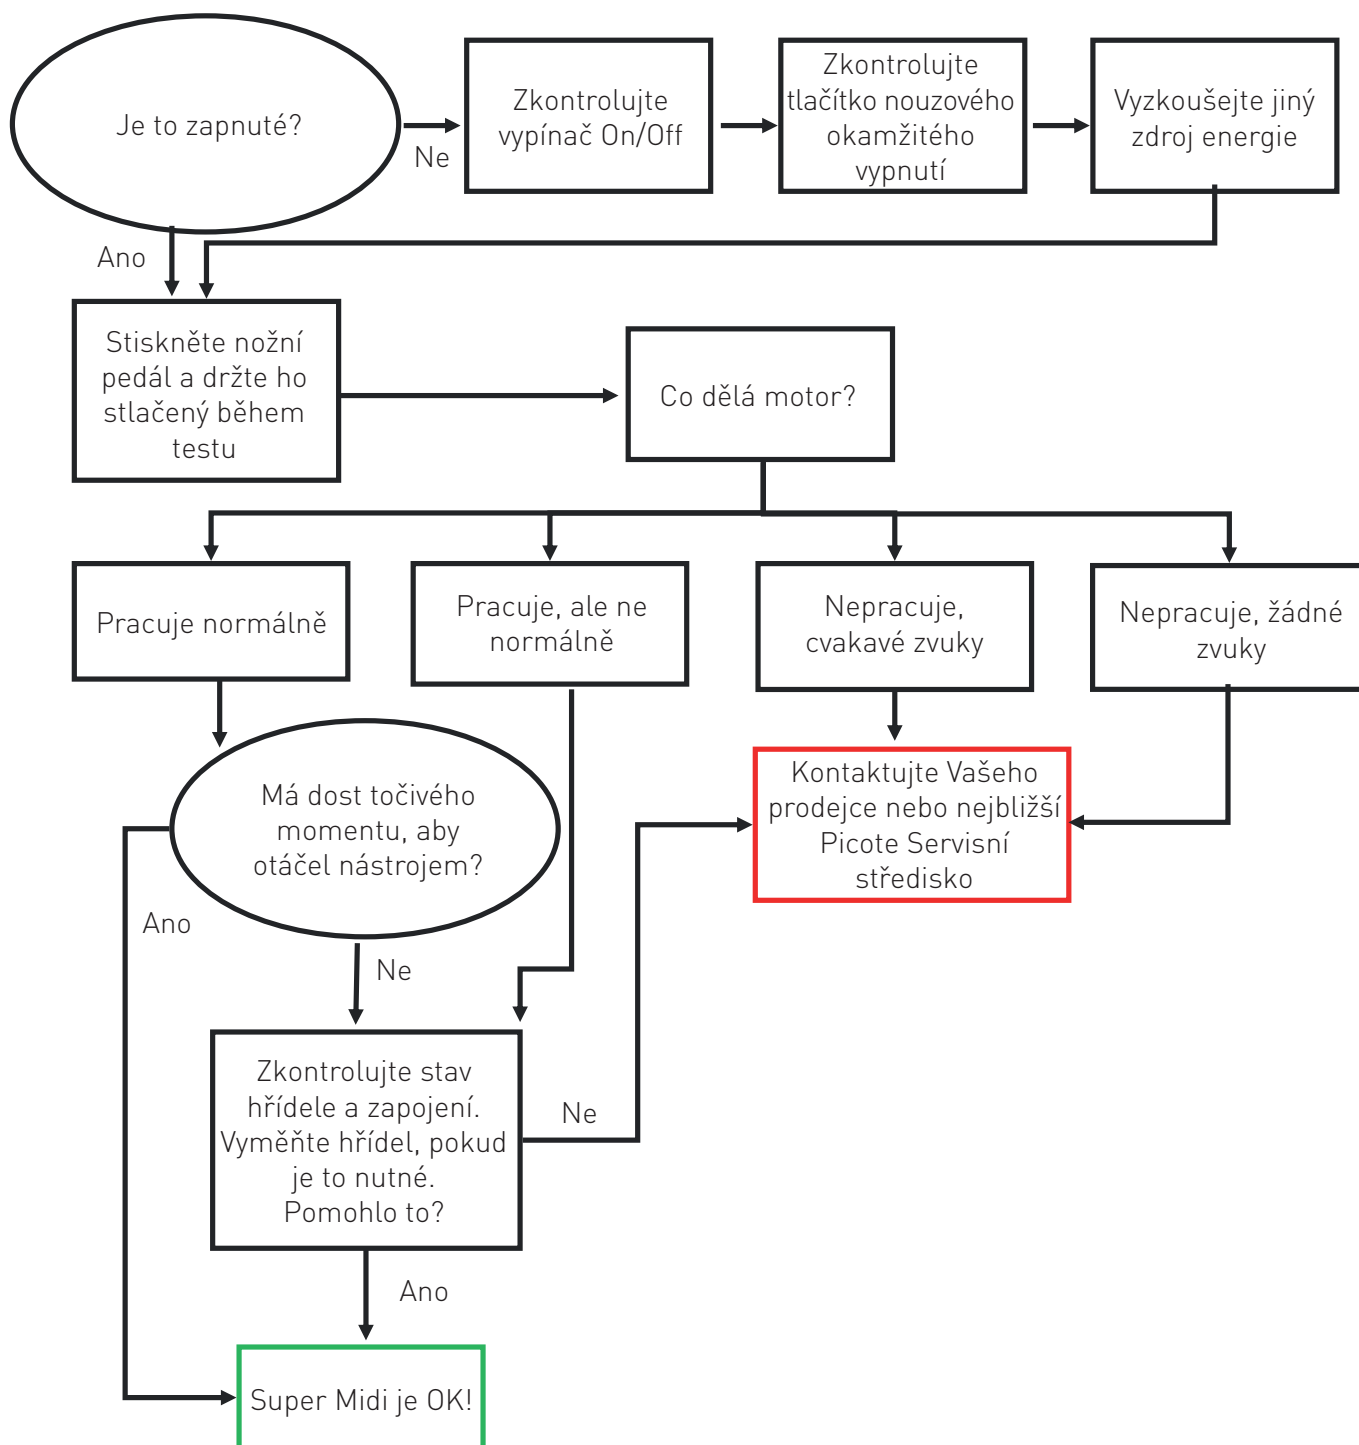 Je to zapnuté?
Ne
Zkontrolujte
vypínač On/Off
Zkontrolujte
tlačítko nouzového
okamžitého
vypnutí
Vyzkoušejte jiný
zdroj energie
Ano
Stiskněte nožní
pedál a držte ho
stlačený během
testu
Co dělá motor?
Pracuje normálně
Pracuje, ale ne
normálně
Nepracuje,
cvakavé zvuky
Nepracuje, žádné
zvuky
Má dost točivého
momentu, aby
otáčel nástrojem?
Kontaktujte Vašeho
prodejce nebo nejbližší
Picote Servisní
středisko
Ano
Ne
Zkontrolujte stav
hřídele a zapojení.
Vyměňte hřídel, pokud
je to nutné.
Pomohlo to?
Ne
Ano
Super Midi je OK!